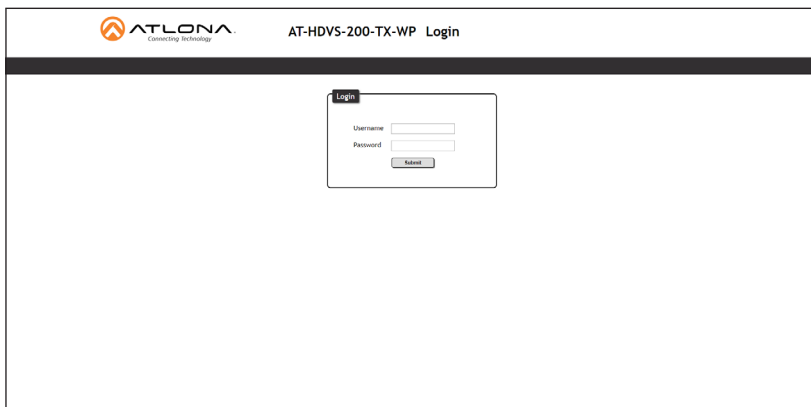 ATLONA.
Connecting Technology
AT-HDVS-200-TX-WP Login
Login
Username
Password
Submit